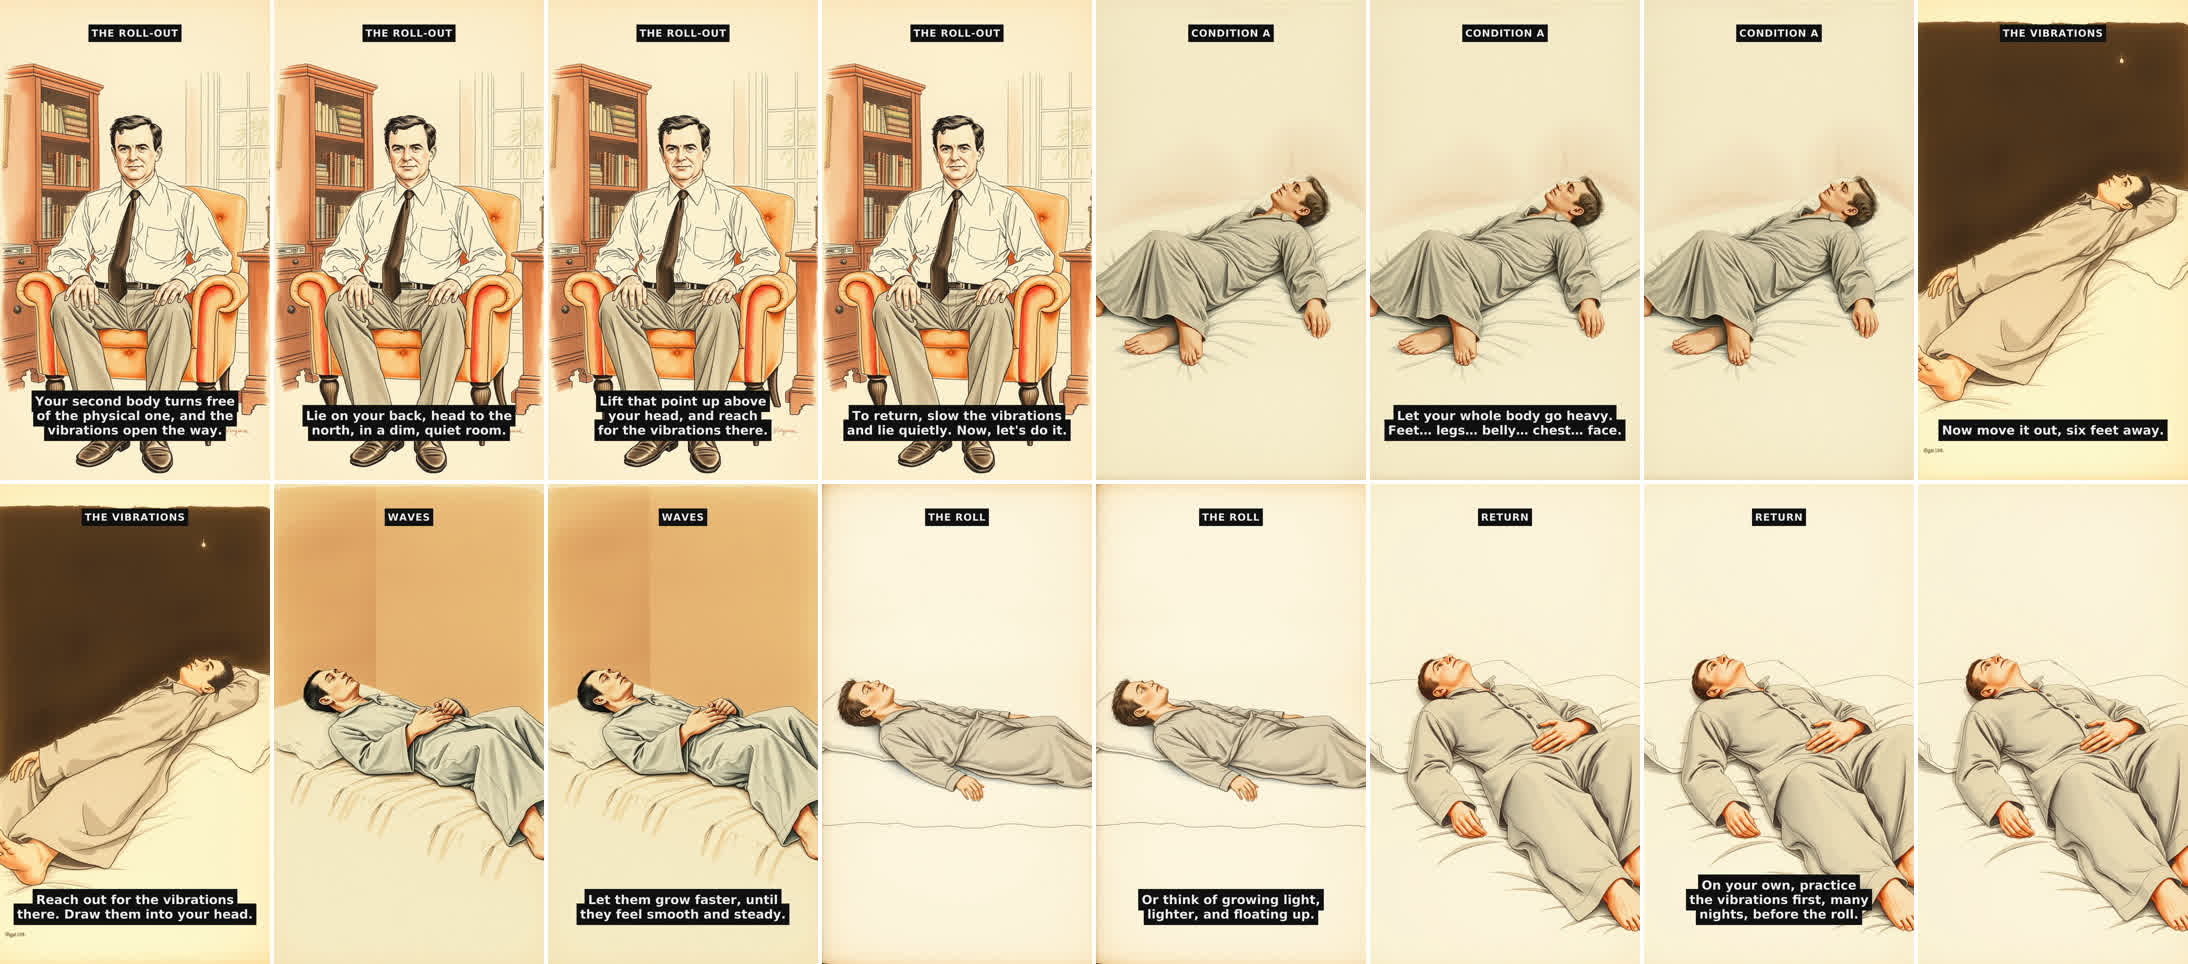 THE ROLL-OUT
Your second body turns free
of the physical one, and the
vibrations open the way.
THE ROLL-OUT
Lie on your back, head to the
north, in a dim, quiet room.
THE ROLL-OUT
Lift that point up above
your head, and reach
for the vibrations there.
THE ROLL-OUT
To return, slow the vibrations
and lie quietly. Now, let's do it.
CONDITION A
CONDITION A
Let your whole body go heavy.
Feet... legs... belly... chest... face.
CONDITION A
THE VIBRATIONS
Now move it out, six feet away.
THE VIBRATIONS
Reach out for the vibrations
there. Draw them into your head.
WAVES
WAVES
Let them grow faster, until
they feel smooth and steady.
THE ROLL
THE ROLL
Or think of growing light,
lighter, and floating up.
RETURN
RETURN
On your own, practice
the vibrations first, many
nights, before the roll.